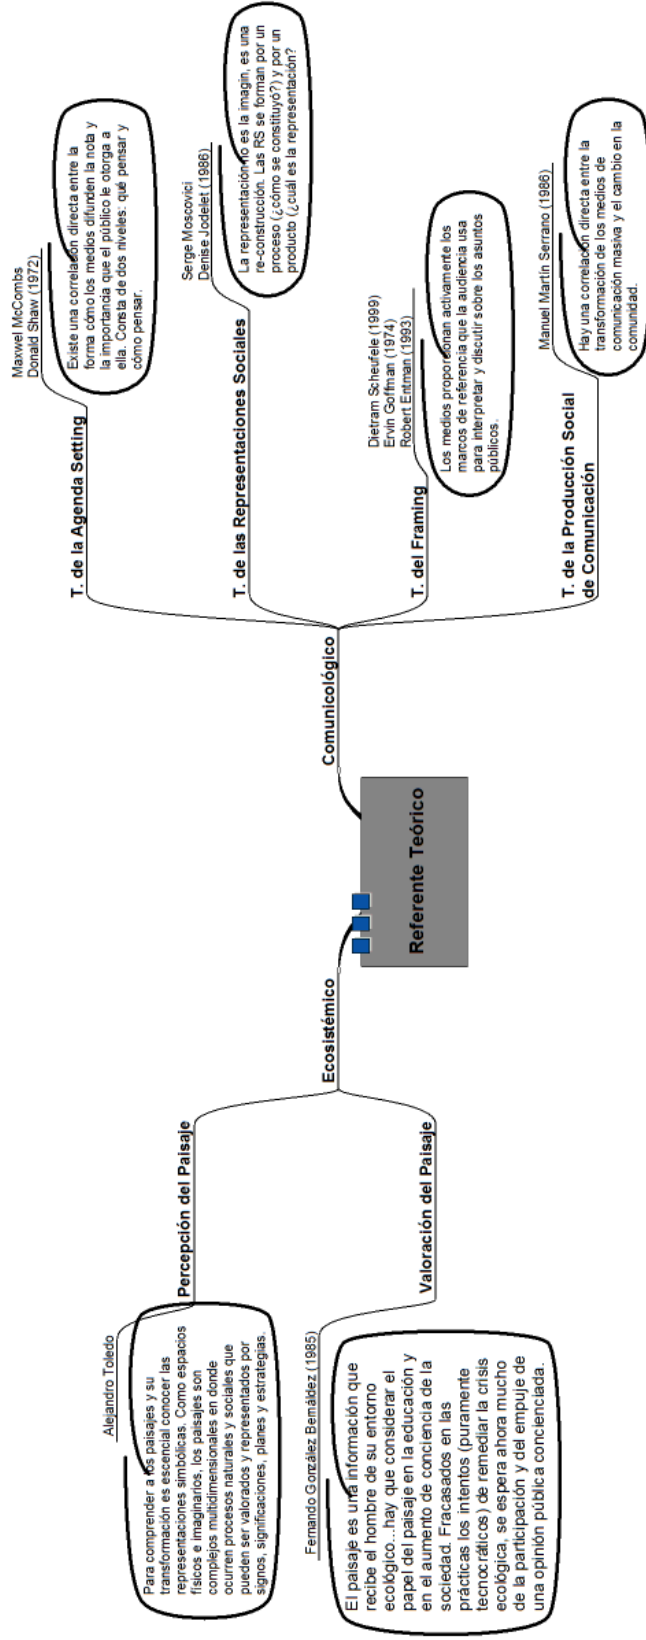 Referente Teórico
Comunicológico
T. de la Agenda Setting
Maxwel McCombs
Donald Shaw (1972)
Existe una correlación directa entre la
forma cómo los medios difunden la nota y
la importancia que el público le otorga a
ella. Consta de dos niveles: qué pensar y
cómo pensar.
T. de las Representaciones Sociales
Serge Moscovici
Denise Jodelet (1986)
La representación no es la imagin, es una
re-construcción. Las RS se forman por un
proceso (¿cómo se constituyó?) y por un
producto (¿cuál es la representación?
T. del Framing
Dietram Scheufele (1999)
Ervin Goffman (1974)
Robert Entman (1993)
Los medios proporcionan activamente los
marcos de referencia que la audiencia usa
para interpretar y discutir sobre los asuntos
públicos.
T. de la Producción Social
de Comunicación
Manuel Martín Serrano (1986)
Hay una correlación directa entre la
transformación de los medios de
comunicación masiva y el cambio en la
comunidad.
Ecosistémico
Percepción del Paisaje
Alejandro Toledo
Para comprender a los paisajes y su
transformación es escencial conocer las
representaciones simbólicas. Como espacios
físicos e imaginarios, los paisajes son
complejos multidimensionales en donde
ocurren procesos naturales y sociales que
pueden ser valorados y representados por
signos, significaciones, planes y estrategias.
Valoración del Paisaje
Fernando González Bernáldez (1985)
El paisaje es una información que
recibe el hombre de su entorno
ecológico...hay que considerar el
papel del paisaje en la educación y
en el aumento de conciencia de la
sociedad. Fracasados en las
prácticas los intentos (puramente
tecnocráticos) de remediar la crisis
ecológica, se espera ahora mucho
de la participación y del empuje de
una opinión pública concienciada.